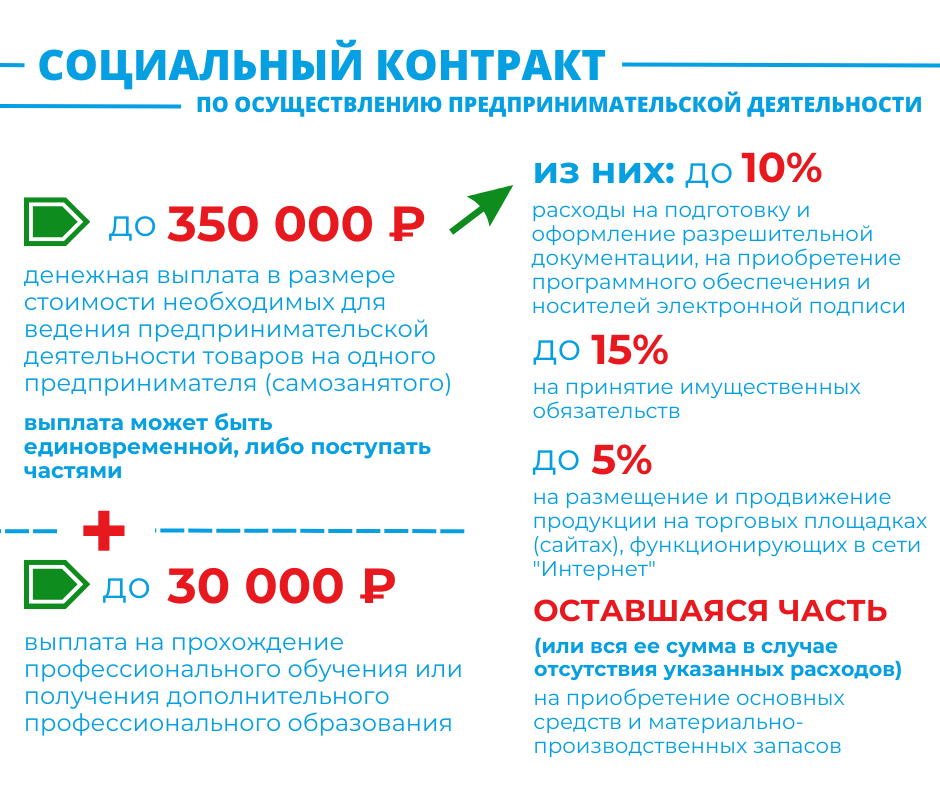 СОЦИАЛЬНЫЙ КОНТРАКТ
ПО ОСУЩЕСТВЛЕНИЮ ПРЕДПРИНИМАТЕЛЬСКОЙ ДЕЯТЕЛЬНОСТИ
до 350 000 ₽
денежная выплата в размере
стоимости необходимых для
ведения предпринимательской
деятельности товаров на одного
предпринимателя (самозанятого)
выплата может быть
единовременной, либо поступать
частями
+
до 30 000 ₽
выплата на прохождение
профессионального обучения или
получения дополнительного
профессионального образования
из них: до 10%
расходы на подготовку и
оформление разрешительной
документации, на приобретение
программного обеспечения и
носителей электронной подписи
до 15%
на принятие имущественных
обязательств
до 5%
на размещение и продвижение
продукции на торговых площадках
(сайтах), функционирующих в сети
"Интернет"
ОСТАВШАЯСЯ ЧАСТЬ
(или вся ее сумма в случае
отсутствия указанных расходов)
на приобретение основных
средств и материально-
производственных запасов